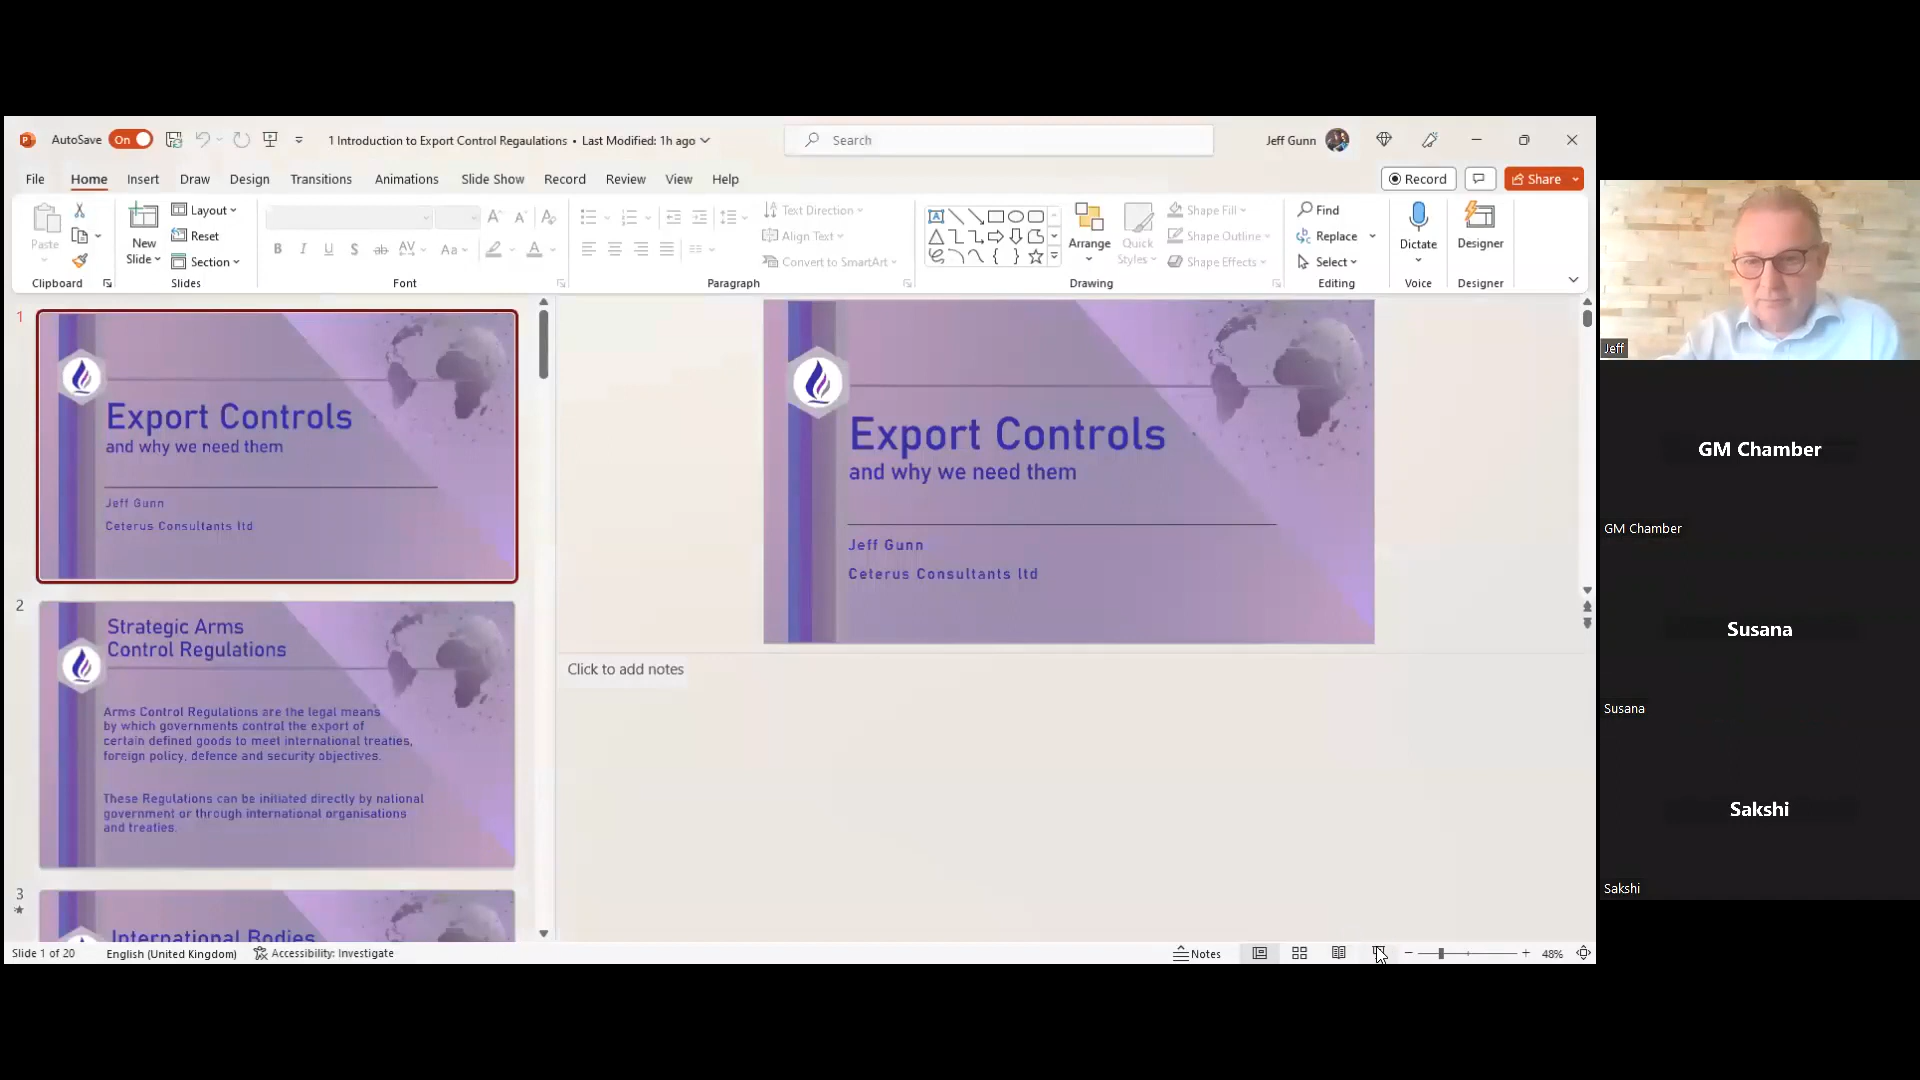 AutoSave On
1 Introduction to Export Control Regaulations • Last Modified: 1h ago
Search
Jeff Gunn
File Home Insert Draw Design Transitions Animations Slide Show Record Review View Help
Record
Share
Paste
New Slide
Layout
Reset
Section
Text Direction
Align Text
Convert to SmartArt
Arrange
Quick Styles
Shape Fill
Shape Outline
Shape Effects
Find
Replace
Select
Dictate
Designer
Clipboard Slides Font Paragraph Drawing Editing Voice Designer
1
Export Controls
and why we need them
Jeff Gunn
Ceterus Consultants ltd
2
Strategic Arms
Control Regulations
Arms Control Regulations are the legal means
by which governments control the export of
certain defined goods to meet international treaties,
foreign policy, defence and security objectives.
These Regulations can be initiated directly by national
government or through international organisations
and treaties.
3
International Bodies
Export Controls
and why we need them
Jeff Gunn
Ceterus Consultants ltd
Click to add notes
Slide 1 of 20 English (United Kingdom) Accessibility: Investigate
Notes
48%
Jeff
GM Chamber
GM Chamber
Susana
Susana
Sakshi
Sakshi